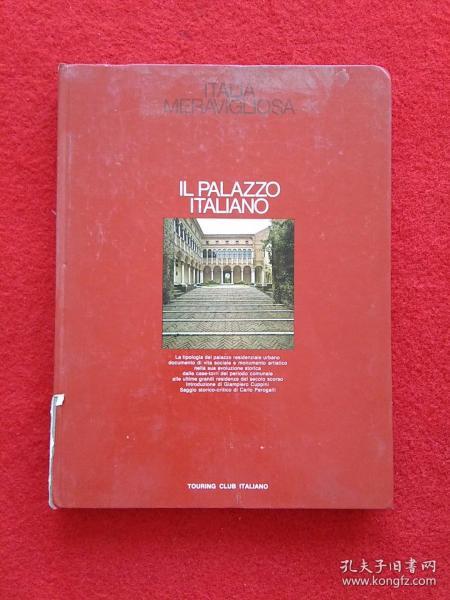 ITALIA
MERAVIGLIOSA
IL PALAZZO
ITALIANO
La tipologia del palazzo residenziale urbano
documento di vita sociale e monumento artistico
nella sua evoluzione storica
dalle case-torri del periodo comunale
alle ultime grandi residenze del secolo scorso
Introduzione di Giampiero Cuppini
Saggio storico-critico di Carlo Perogalli
TOURING CLUB ITALIANO
孔夫子旧书网
www.kongfz.com